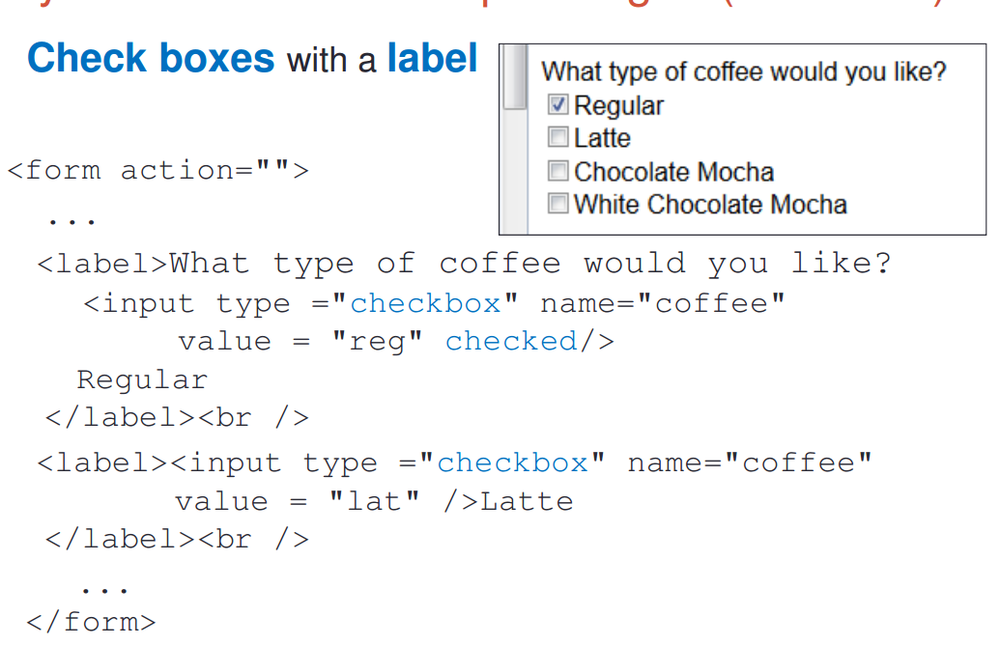 Check boxes with a label
What type of coffee would you like?
Regular
Latte
Chocolate Mocha
White Chocolate Mocha
<form action="">
...
<label>What type of coffee would you like?
<input type ="checkbox" name="coffee"
value = "reg" checked/>
Regular
</label><br />
<label><input type ="checkbox" name="coffee"
value = "lat" />Latte
</label><br />
...
</form>